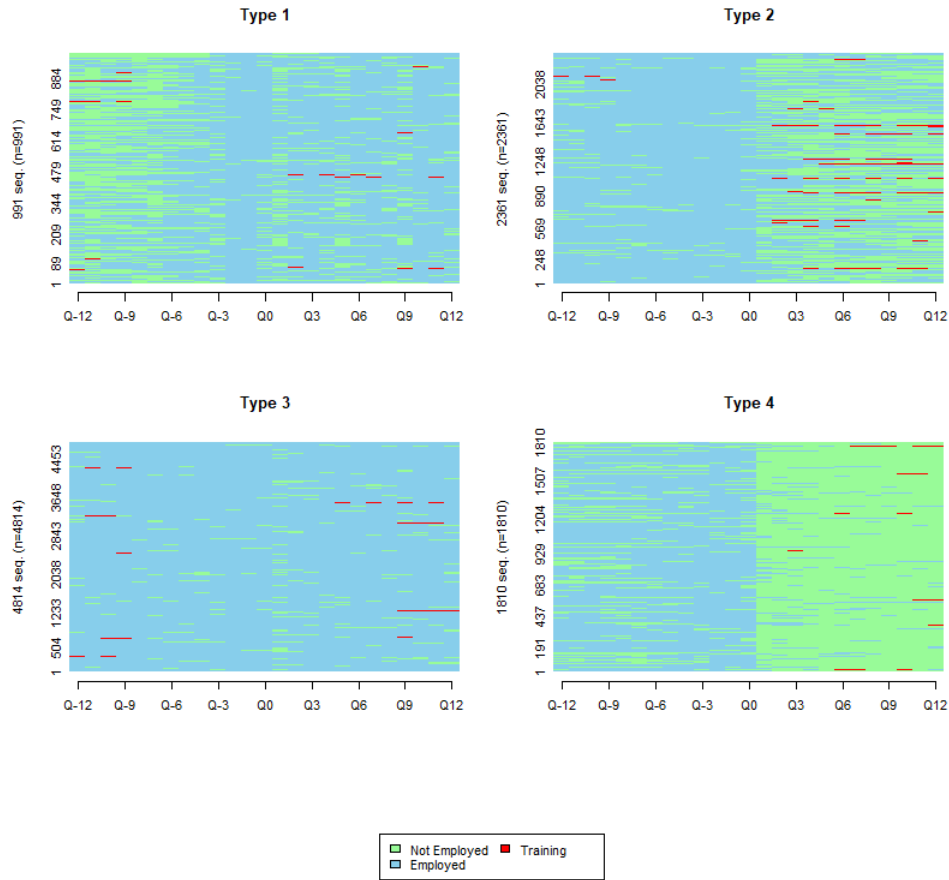 Type 1
991 seq. (n=991)
1 89 209 344 479 614 749 884
Q-12 Q-9 Q-6 Q-3 Q0 Q3 Q6 Q9 Q12
Type 2
2361 seq. (n=2361)
1 248 569 890 1248 1643 2038
Q-12 Q-9 Q-6 Q-3 Q0 Q3 Q6 Q9 Q12
Type 3
4814 seq. (n=4814)
1 504 1233 2038 2843 3648 4453
Q-12 Q-9 Q-6 Q-3 Q0 Q3 Q6 Q9 Q12
Type 4
1810 seq. (n=1810)
1 191 437 683 929 1204 1507 1810
Q-12 Q-9 Q-6 Q-3 Q0 Q3 Q6 Q9 Q12
Not Employed Training
Employed